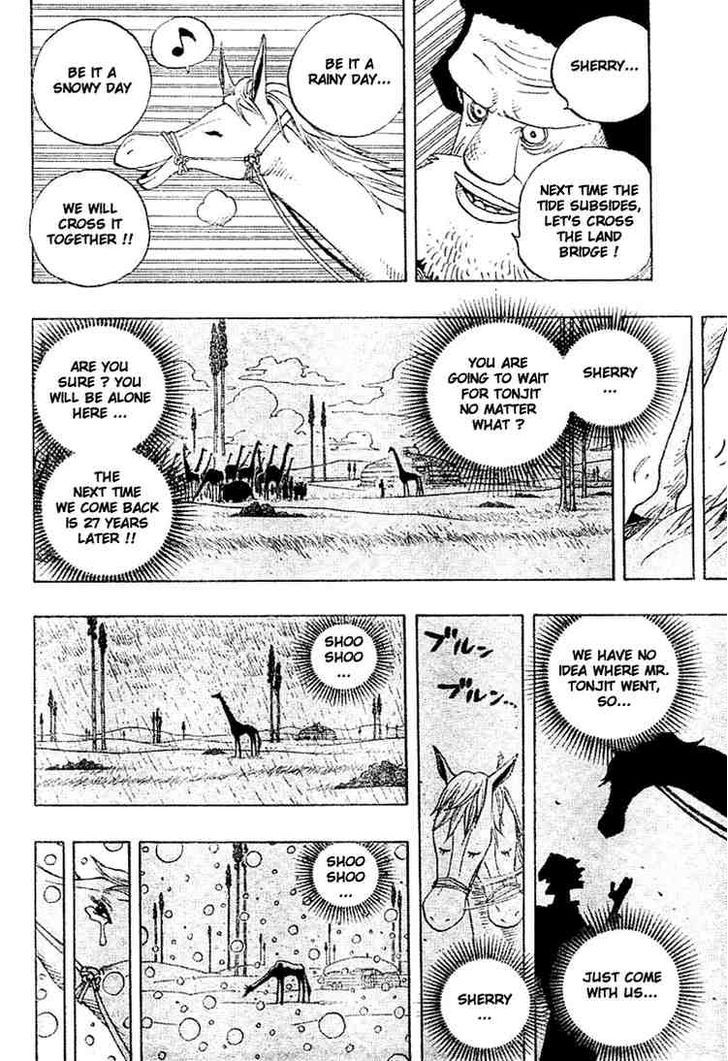 SHERRY...
NEXT TIME THE
TIDE SUBSIDES,
LET'S CROSS
THE LAND
BRIDGE !
BE IT A
RAINY DAY...
BE IT A
SNOWY DAY
WE WILL
CROSS IT
TOGETHER !!
SHERRY
...
YOU ARE
GOING TO WAIT
FOR TONJIT
NO MATTER
WHAT ?
ARE YOU
SURE ? YOU
WILL BE ALONE
HERE ...
THE
NEXT TIME
WE COME BACK
IS 27 YEARS
LATER !!
WE HAVE NO
IDEA WHERE MR.
TONJIT WENT,
SO...
JUST COME
WITH US...
ブルン
ブルン...
SHERRY
...
SHOO
SHOO
...
SHOO
SHOO
...